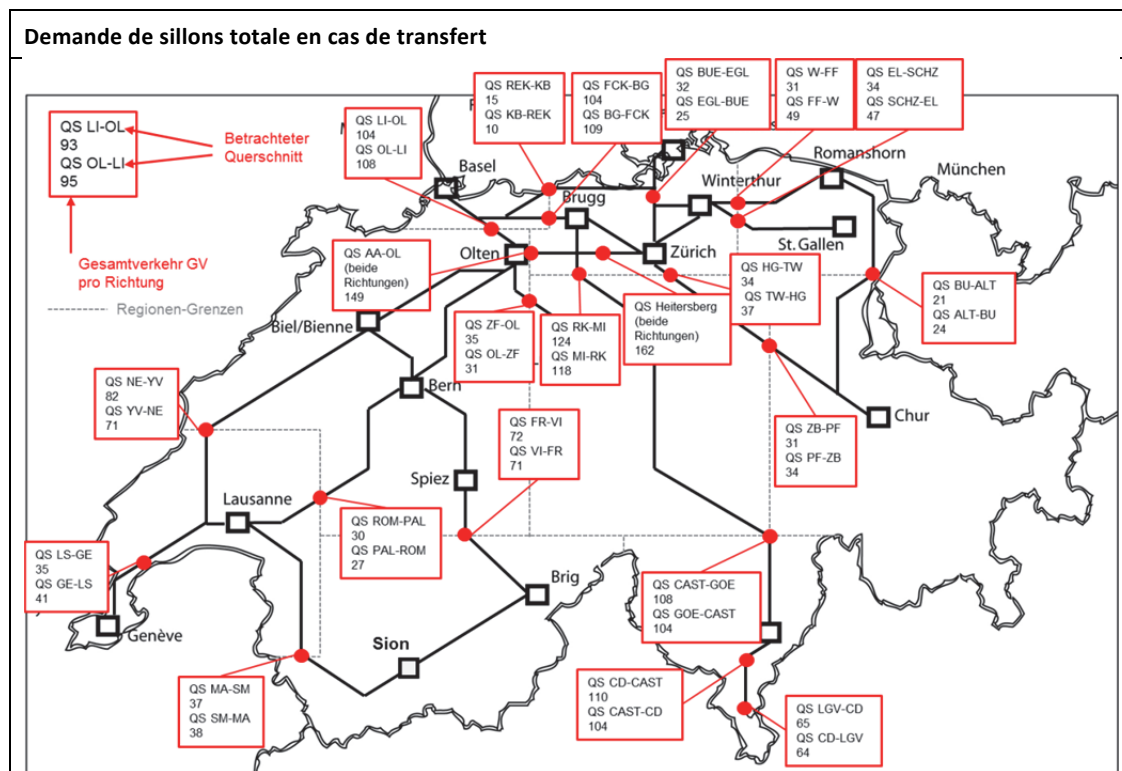 Demande de sillons totale en cas de transfert
QS LI-OL
93
QS OL-LI
95
Betrachteter
Querschnitt
Gesamtverkehr GV
pro Richtung
Regionen-Grenzen
QS LI-OL
104
QS OL-LI
108
QS REK-KB
15
QS KB-REK
10
QS FCK-BG
104
QS BG-FCK
109
QS BUE-EGL
32
QS EGL-BUE
25
QS W-FF
31
QS FF-W
49
QS EL-SCHZ
34
QS SCHZ-EL
47
Basel
Brugg
Winterthur
Romanshorn
München
St. Gallen
Olten
Zürich
QS AA-OL
(beide
Richtungen)
149
QS HG-TW
34
QS TW-HG
37
QS BU-ALT
21
QS ALT-BU
24
Biel/Bienne
QS ZF-OL
35
QS OL-ZF
31
QS RK-MI
124
QS MI-RK
118
QS Heitersberg
(beide
Richtungen)
162
Bern
QS NE-YV
82
QS YV-NE
71
Chur
QS FR-VI
72
QS VI-FR
71
QS ZB-PF
31
QS PF-ZB
34
Spiez
Lausanne
QS ROM-PAL
30
QS PAL-ROM
27
QS LS-GE
35
QS GE-LS
41
Brig
QS CAST-GOE
108
QS GOE-CAST
104
Genève
Sion
QS MA-SM
37
QS SM-MA
38
QS CD-CAST
110
QS CAST-CD
104
QS LGV-CD
65
QS CD-LGV
64